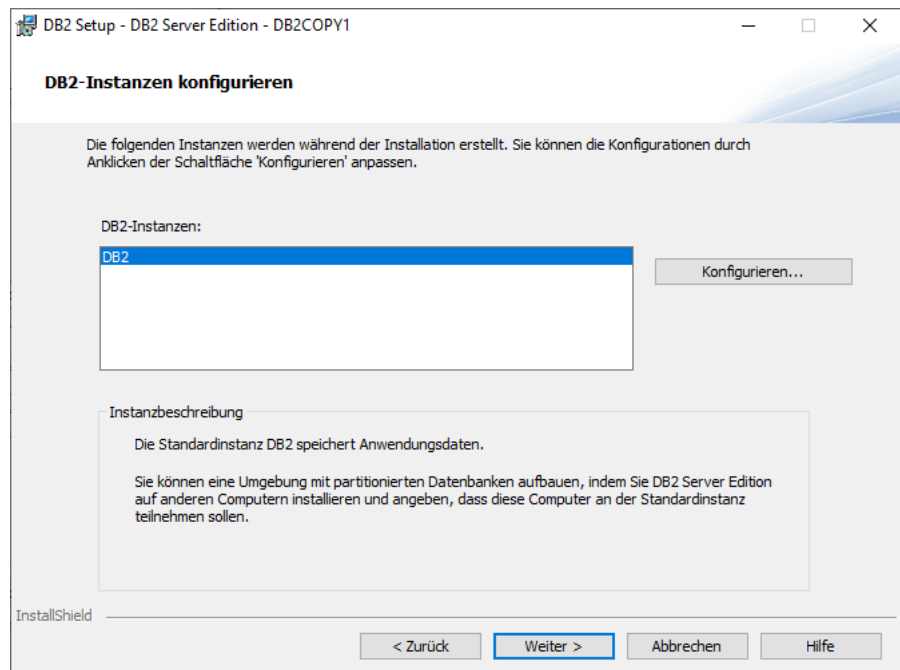 DB2 Setup - DB2 Server Edition - DB2COPY1
DB2-Instanzen konfigurieren
Die folgenden Instanzen werden während der Installation erstellt. Sie können die Konfigurationen durch
Anklicken der Schaltfläche 'Konfigurieren' anpassen.
DB2-Instanzen:
DB2
Konfigurieren...
Instanzbeschreibung
Die Standardinstanz DB2 speichert Anwendungsdaten.
Sie können eine Umgebung mit partitionierten Datenbanken aufbauen, indem Sie DB2 Server Edition
auf anderen Computern installieren und angeben, dass diese Computer an der Standardinstanz
teilnehmen sollen.
InstallShield
< Zurück
Weiter >
Abbrechen
Hilfe